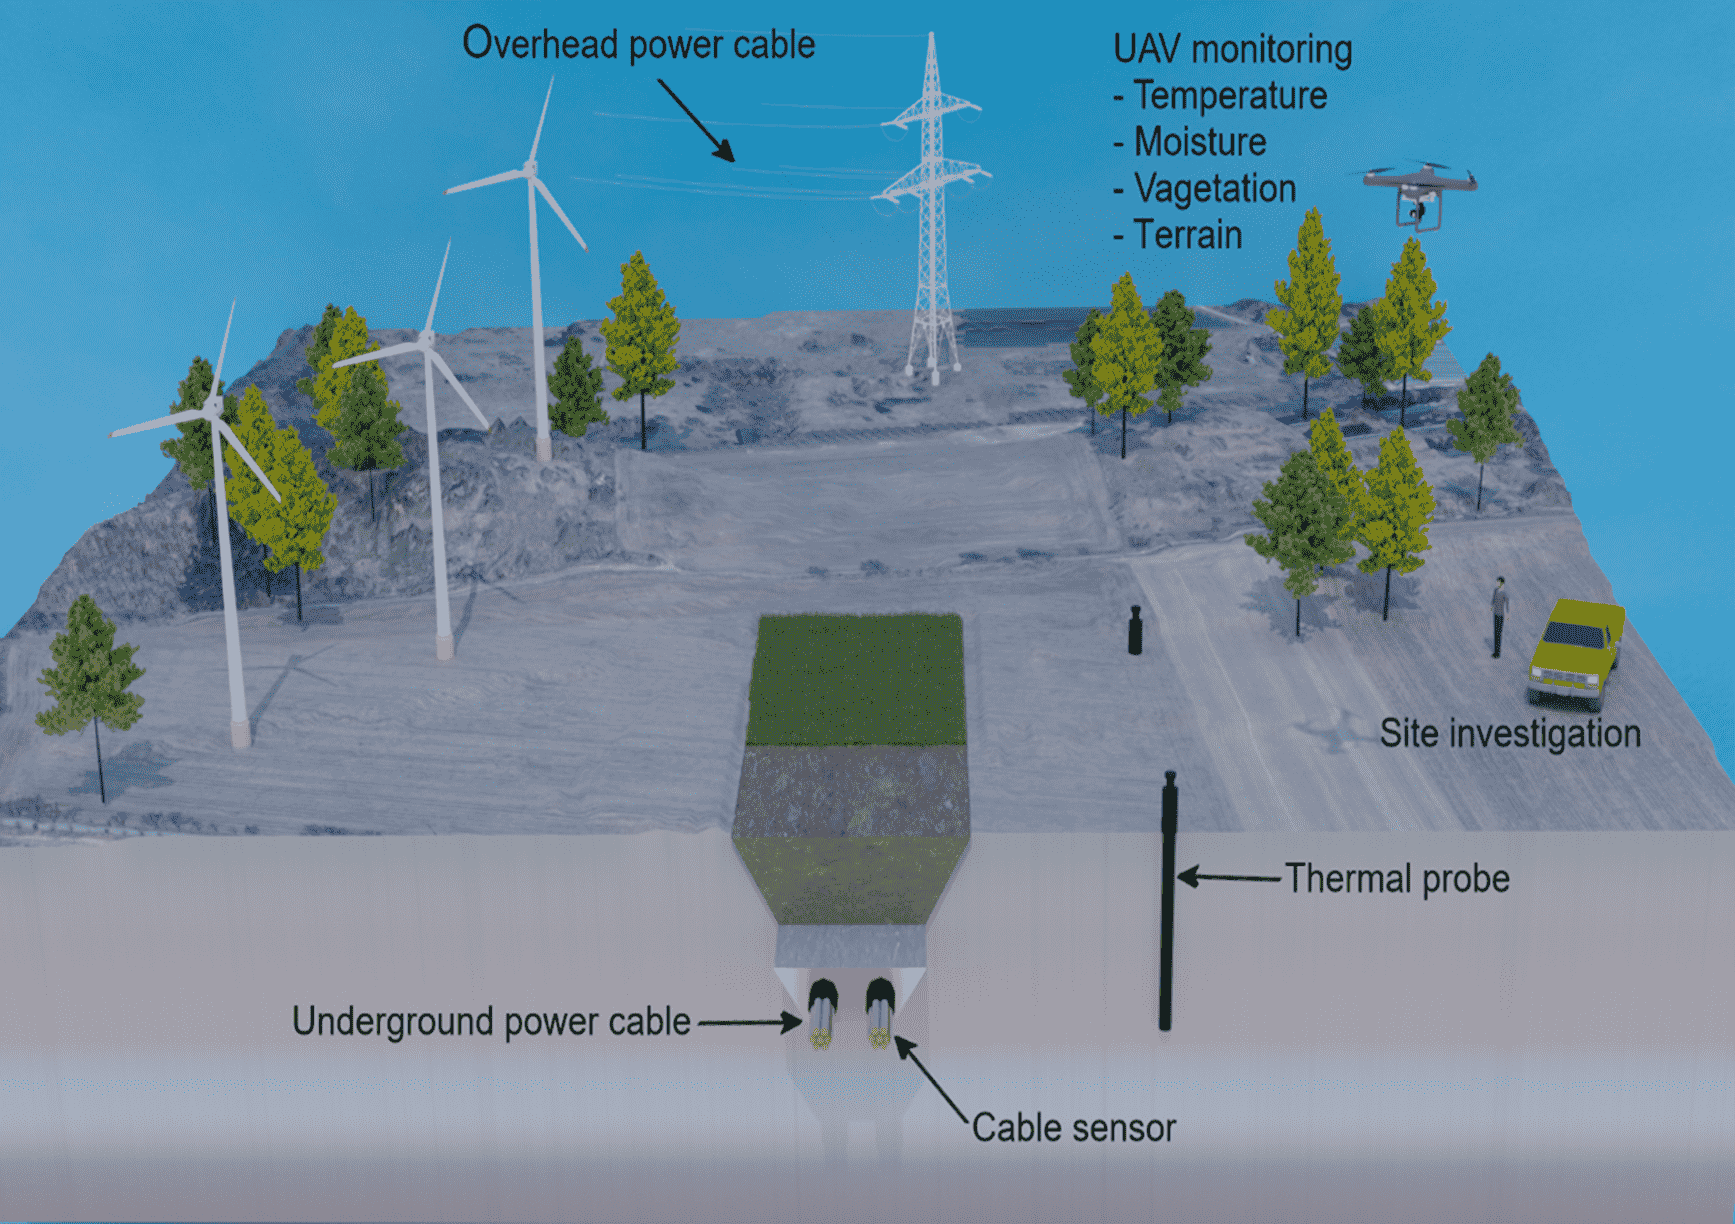 Overhead power cable
UAV monitoring
- Temperature
- Moisture
- Vagetation
- Terrain
Site investigation
Thermal probe
Underground power cable
Cable sensor